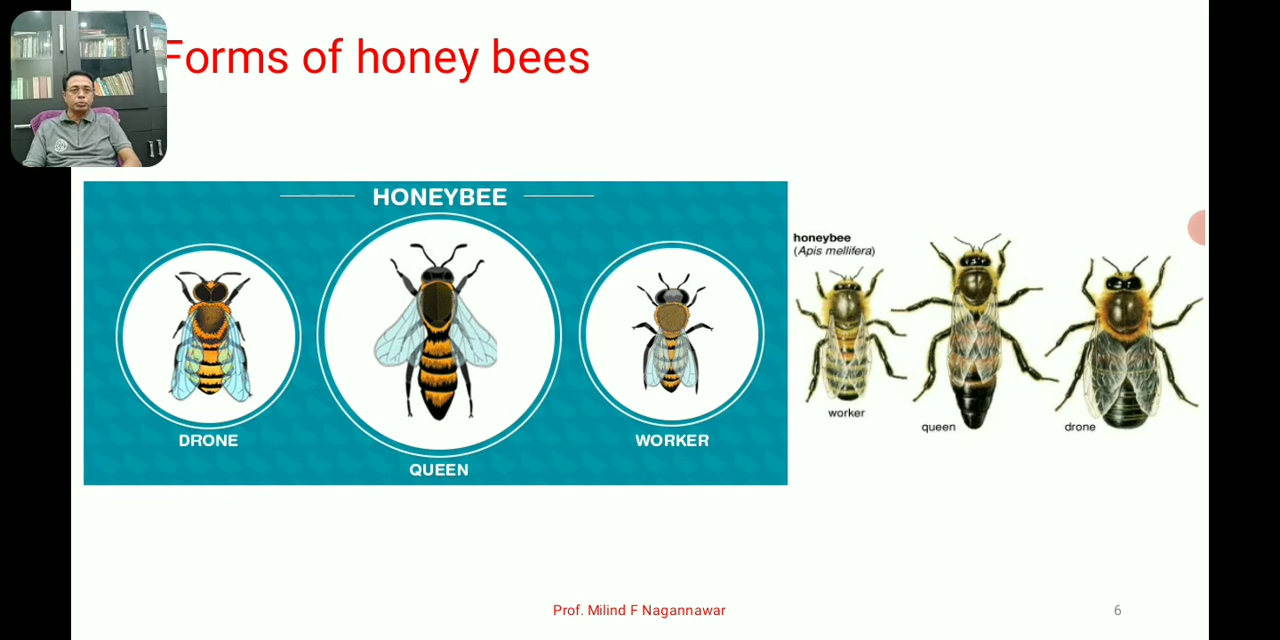 Forms of honey bees
HONEYBEE
DRONE
QUEEN
WORKER
honeybee
(Apis mellifera)
worker
queen
drone
Prof. Milind F Nagannawar
6